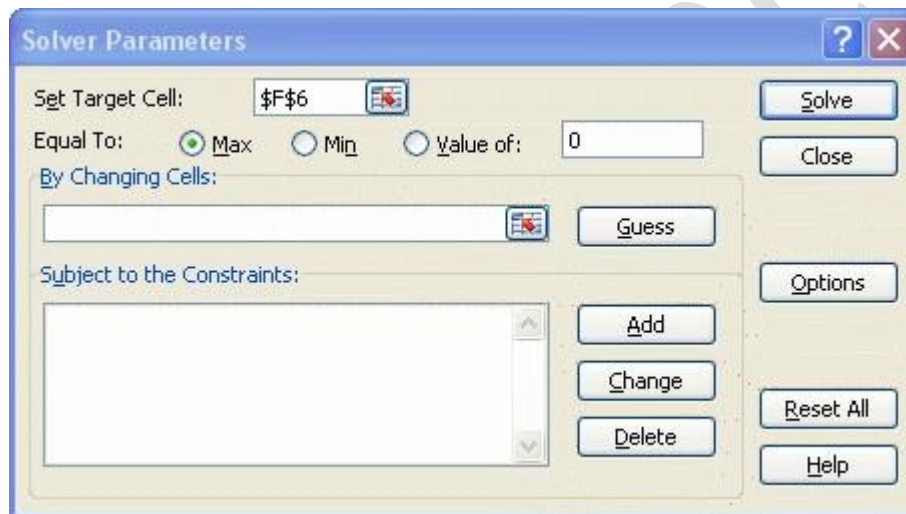 Solver Parameters
Set Target Cell: $F$6 Solve
Equal To: Max Min Value of: 0 Close
By Changing Cells:
Guess
Subject to the Constraints: Options
Add
Change
Reset All
Delete
Help